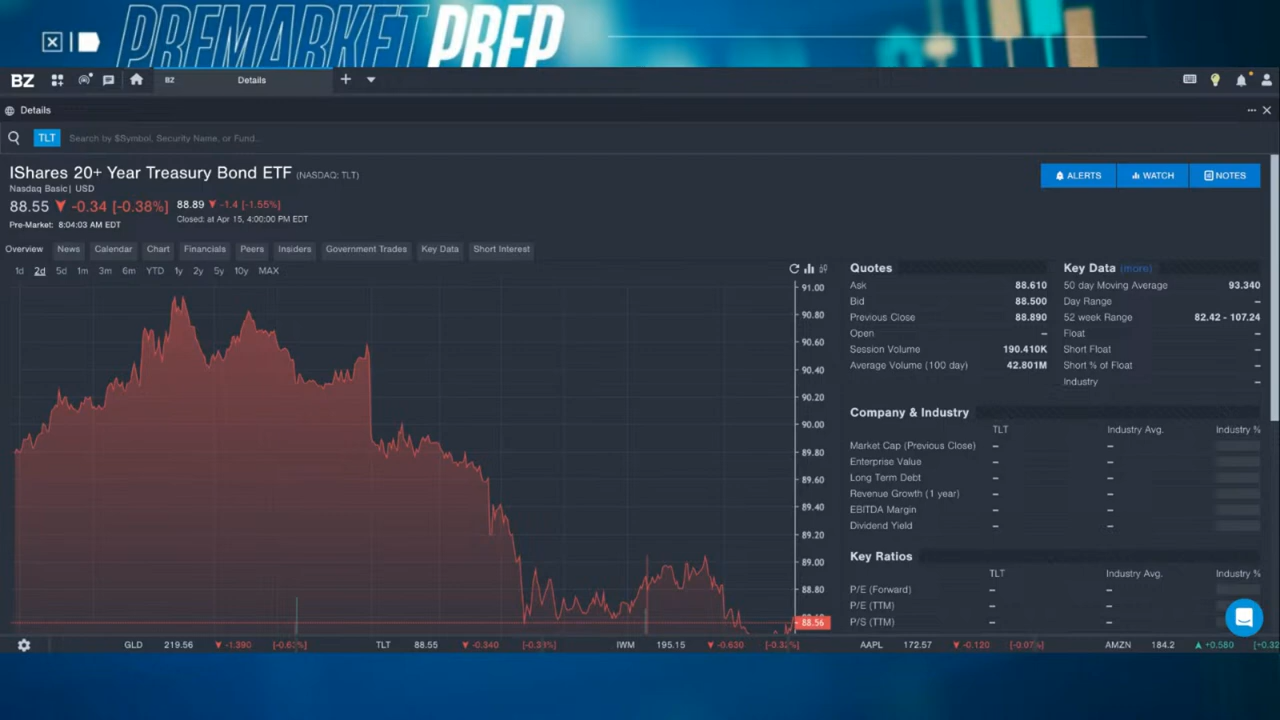 PREMARKET PREP
BZ
BZ Details
Details
TLT Search by $Symbol, Security Name, or Fund...
IShares 20+ Year Treasury Bond ETF (NASDAQ: TLT)
Nasdaq Basic| USD
88.55 -0.34 [-0.38%] 88.89 -1.4 [-1.55%]
Pre-Market: 8:04:03 AM EDT Closed: at Apr 15, 4:00:00 PM EDT
ALERTS WATCH NOTES
Overview News Calendar Chart Financials Peers Insiders Government Trades Key Data Short Interest
1d 2d 5d 1m 3m 6m YTD 1y 2y 5y 10y MAX
91.00
90.80
90.60
90.40
90.20
90.00
89.80
89.60
89.40
89.20
89.00
88.80
88.56
Quotes
Ask 88.610
Bid 88.500
Previous Close 88.890
Open –
Session Volume 190.410K
Average Volume (100 day) 42.801M
Key Data (more)
50 day Moving Average 93.340
Day Range –
52 week Range 82.42 - 107.24
Float –
Short Float –
Short % of Float –
Industry –
Company & Industry
TLT Industry Avg. Industry %
Market Cap (Previous Close) – –
Enterprise Value – –
Long Term Debt – –
Revenue Growth (1 year) – –
EBITDA Margin – –
Dividend Yield – –
Key Ratios
TLT Industry Avg. Industry %
P/E (Forward) – –
P/E (TTM) – –
P/S (TTM) – –
GLD 219.56 -1.390 TLT 88.55 -0.340 IWM 195.15 -0.630 AAPL 172.57 -0.120 AMZN 184.2 +0.580 [+0.32